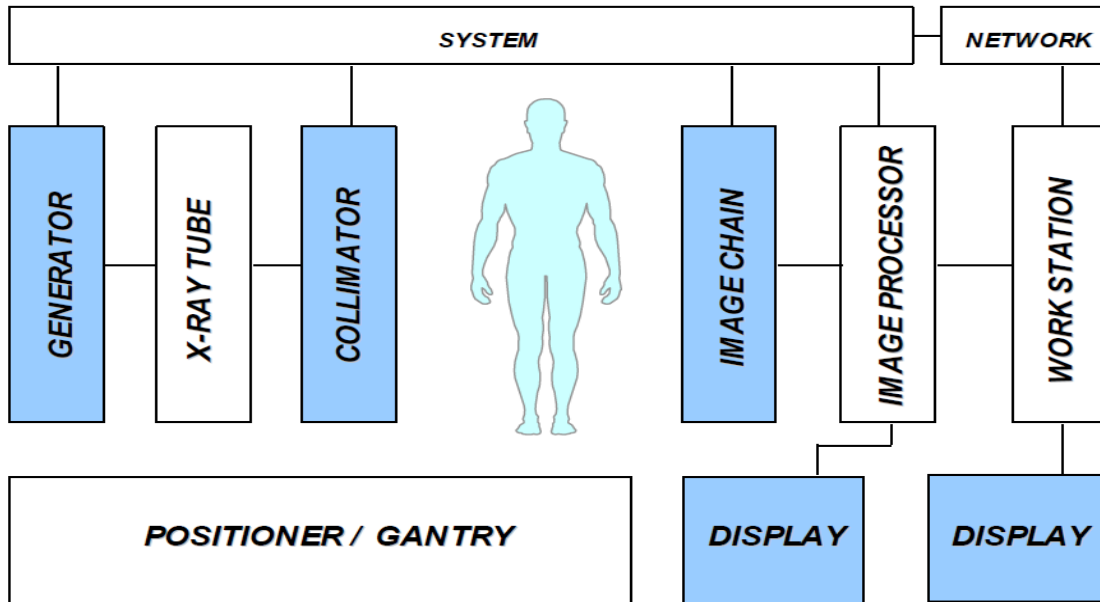 SYSTEM
NETWORK
GENERATOR
X-RAY TUBE
COLLIMATOR
IMAGE CHAIN
IMAGE PROCESSOR
WORK STATION
POSITIONER / GANTRY
DISPLAY
DISPLAY